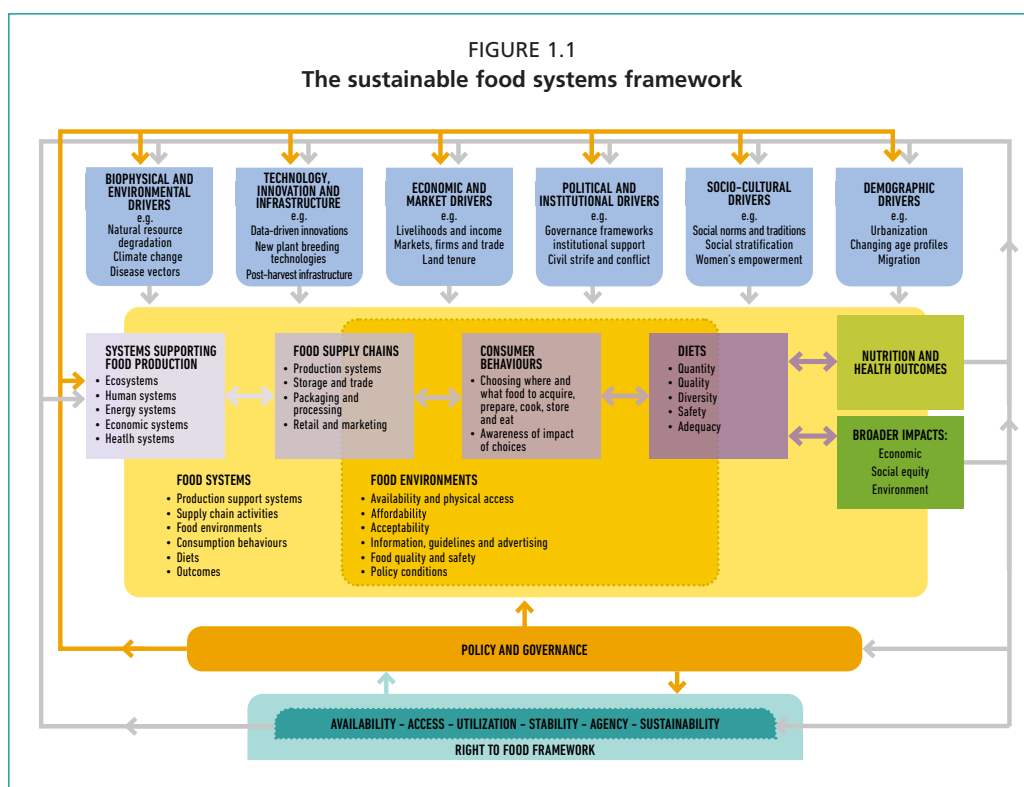 FIGURE 1.1
The sustainable food systems framework
BIOPHYSICAL AND
ENVIRONMENTAL
DRIVERS
e.g.
Natural resource
degradation
Climate change
Disease vectors
TECHNOLOGY,
INNOVATION AND
INFRASTRUCTURE
e.g.
Data-driven innovations
New plant breeding
technologies
Post-harvest infrastructure
ECONOMIC AND
MARKET DRIVERS
e.g.
Livelihoods and income
Markets, firms and trade
Land tenure
POLITICAL AND
INSTITUTIONAL DRIVERS
e.g.
Governance frameworks
institutional support
Civil strife and conflict
SOCIO-CULTURAL
DRIVERS
e.g.
Social norms and traditions
Social stratification
Women's empowerment
DEMOGRAPHIC
DRIVERS
e.g.
Urbanization
Changing age profiles
Migration
SYSTEMS SUPPORTING
FOOD PRODUCTION
• Ecosystems
• Human systems
• Energy systems
• Economic systems
• Health systems
FOOD SUPPLY CHAINS
• Production systems
• Storage and trade
• Packaging and
processing
• Retail and marketing
CONSUMER
BEHAVIOURS
• Choosing where and
what food to acquire,
prepare, cook, store
and eat
• Awareness of impact
of choices
DIETS
• Quantity
• Quality
• Diversity
• Safety
• Adequacy
NUTRITION AND
HEALTH OUTCOMES
BROADER IMPACTS:
Economic
Social equity
Environment
FOOD SYSTEMS
• Production support systems
• Supply chain activities
• Food environments
• Consumption behaviours
• Diets
• Outcomes
FOOD ENVIRONMENTS
• Availability and physical access
• Affordability
• Acceptability
• Information, guidelines and advertising
• Food quality and safety
• Policy conditions
POLICY AND GOVERNANCE
AVAILABILITY – ACCESS – UTILIZATION – STABILITY – AGENCY – SUSTAINABILITY
RIGHT TO FOOD FRAMEWORK